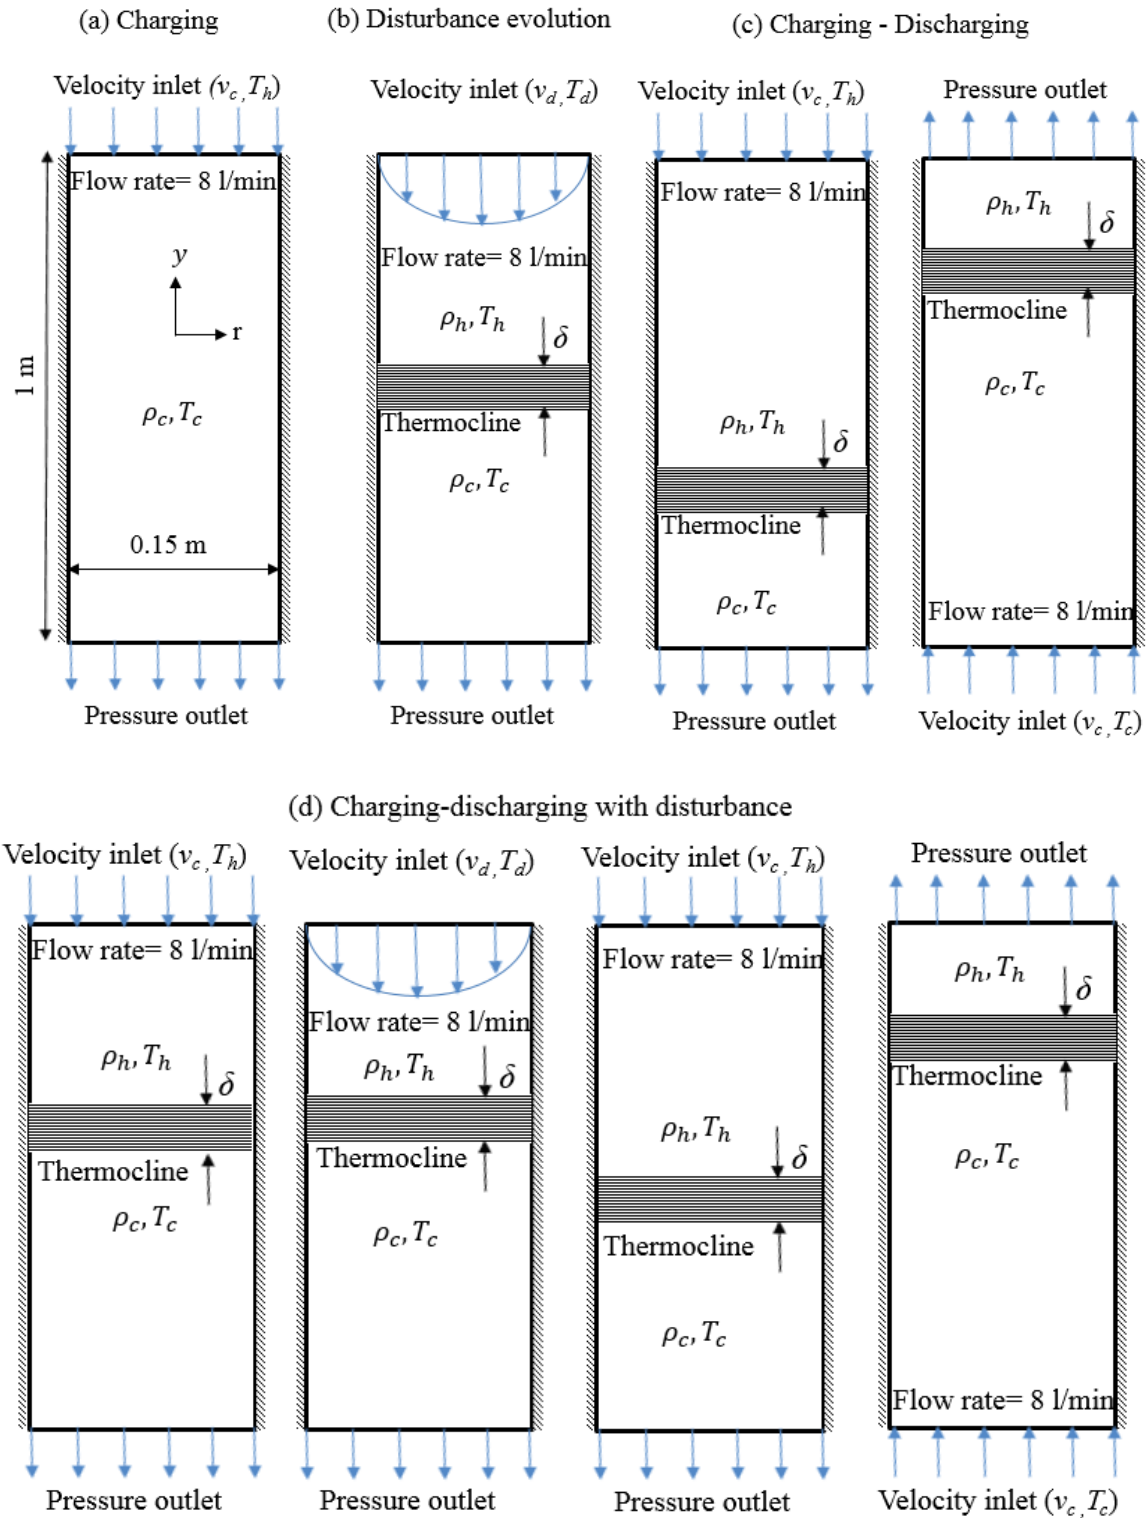 (a) Charging
Velocity inlet (v_c, T_h)
Flow rate= 8 l/min
y
r
1 m
ρ_c, T_c
0.15 m
Pressure outlet
(b) Disturbance evolution
Velocity inlet (v_d, T_d)
Flow rate= 8 l/min
ρ_h, T_h
δ
Thermocline
ρ_c, T_c
Pressure outlet
(c) Charging - Discharging
Velocity inlet (v_c, T_h)
Flow rate= 8 l/min
ρ_h, T_h
δ
Thermocline
ρ_c, T_c
Pressure outlet
Pressure outlet
ρ_h, T_h
δ
Thermocline
ρ_c, T_c
Flow rate= 8 l/min
Velocity inlet (v_c, T_c)
(d) Charging-discharging with disturbance
Velocity inlet (v_c, T_h)
Flow rate= 8 l/min
ρ_h, T_h
δ
Thermocline
ρ_c, T_c
Pressure outlet
Velocity inlet (v_d, T_d)
Flow rate= 8 l/min
ρ_h, T_h
δ
Thermocline
ρ_c, T_c
Pressure outlet
Velocity inlet (v_c, T_h)
Flow rate= 8 l/min
ρ_h, T_h
δ
Thermocline
ρ_c, T_c
Pressure outlet
Pressure outlet
ρ_h, T_h
δ
Thermocline
ρ_c, T_c
Flow rate= 8 l/min
Velocity inlet (v_c, T_c)